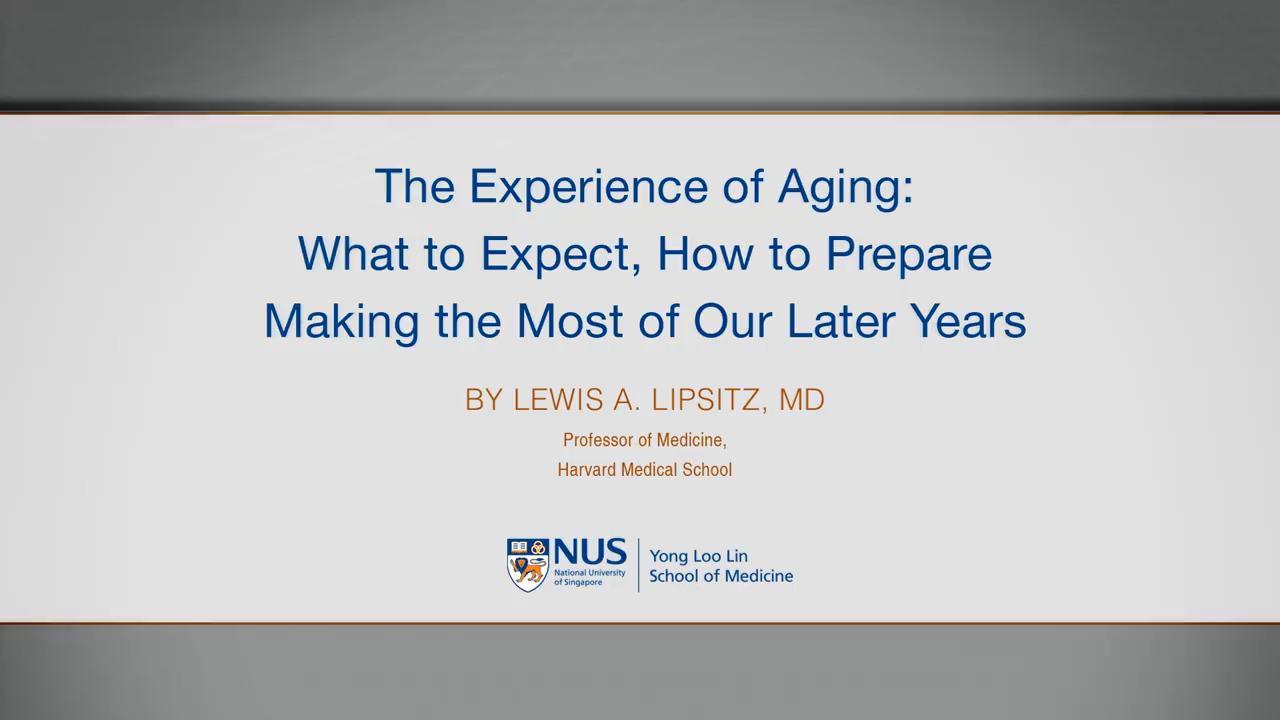 The Experience of Aging:
What to Expect, How to Prepare
Making the Most of Our Later Years
BY LEWIS A. LIPSITZ, MD
Professor of Medicine,
Harvard Medical School
NUS
National University
of Singapore
Yong Loo Lin
School of Medicine